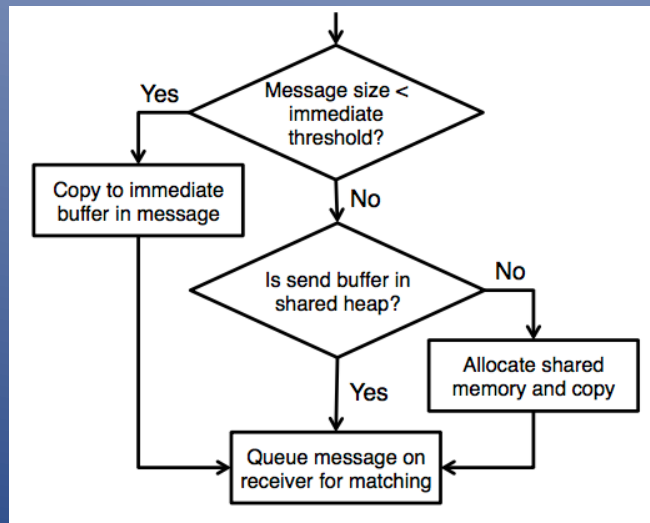 Message size <
immediate
threshold?
Yes
Copy to immediate
buffer in message
No
Is send buffer in
shared heap?
No
Allocate shared
memory and copy
Yes
Queue message on
receiver for matching